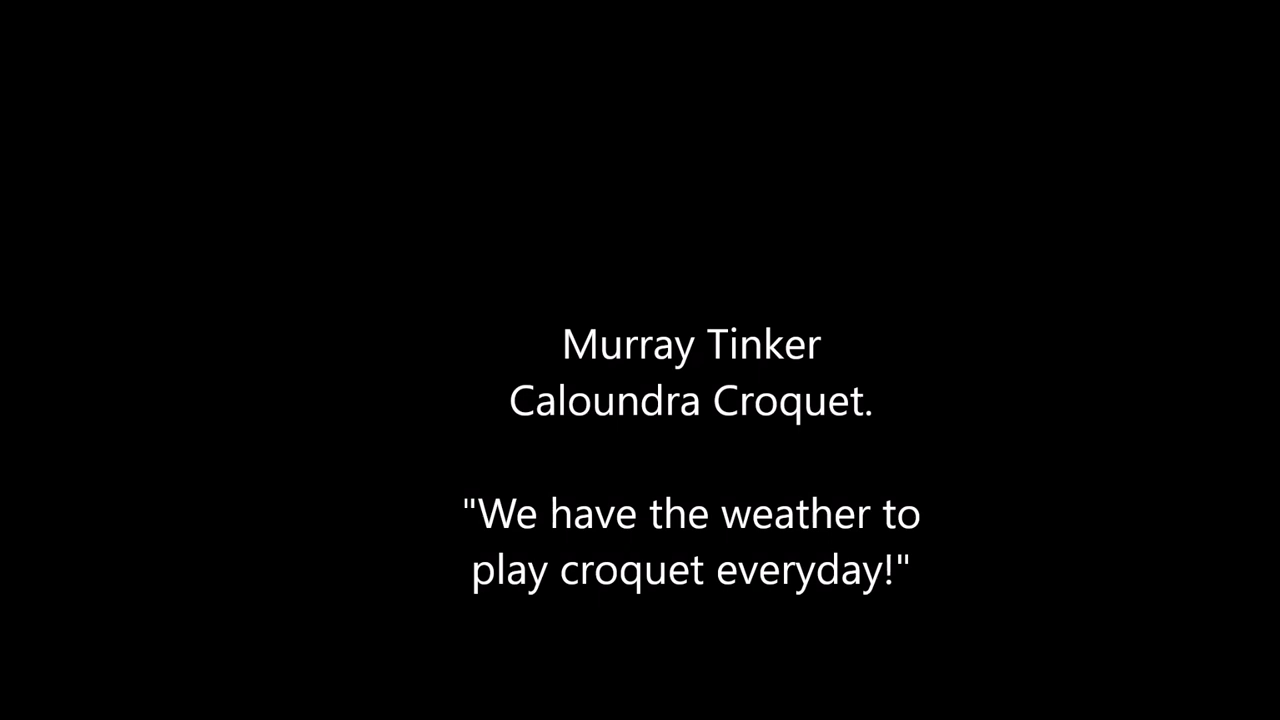 Murray Tinker
Caloundra Croquet.
"We have the weather to
play croquet everyday!"